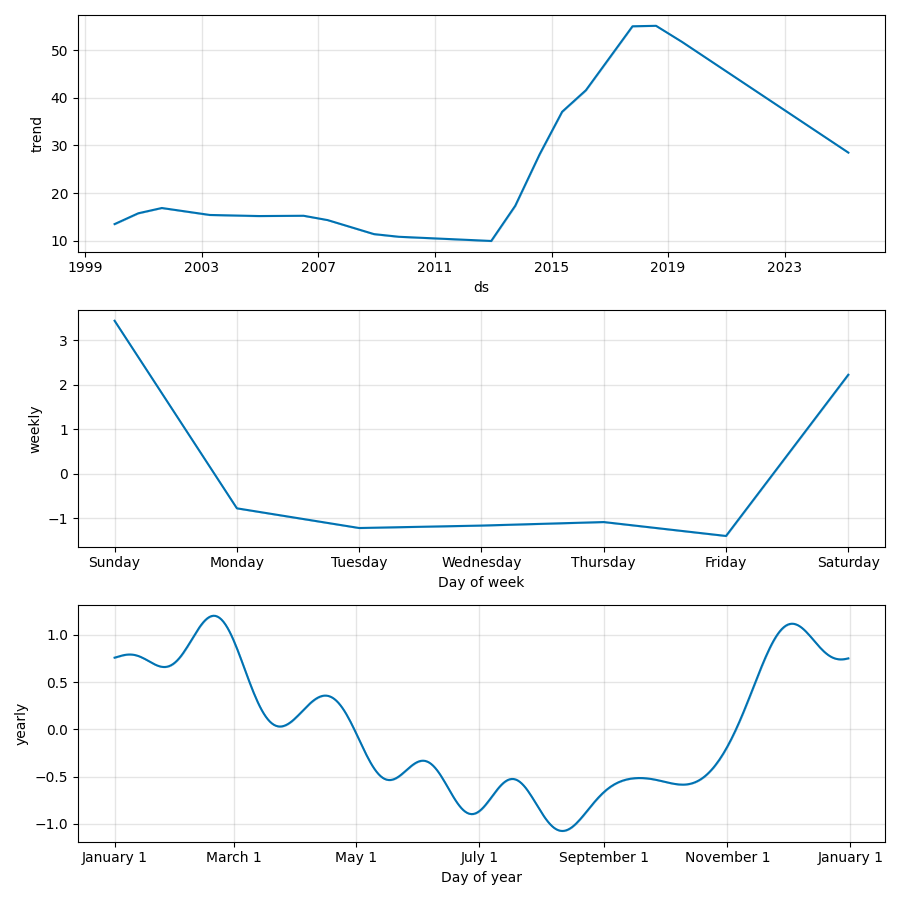 50
40
30
20
10
trend
1999 2003 2007 2011 2015 2019 2023
ds
3
2
1
0
−1
weekly
Sunday Monday Tuesday Wednesday Thursday Friday Saturday
Day of week
1.0
0.5
0.0
−0.5
−1.0
yearly
January 1 March 1 May 1 July 1 September 1 November 1 January 1
Day of year